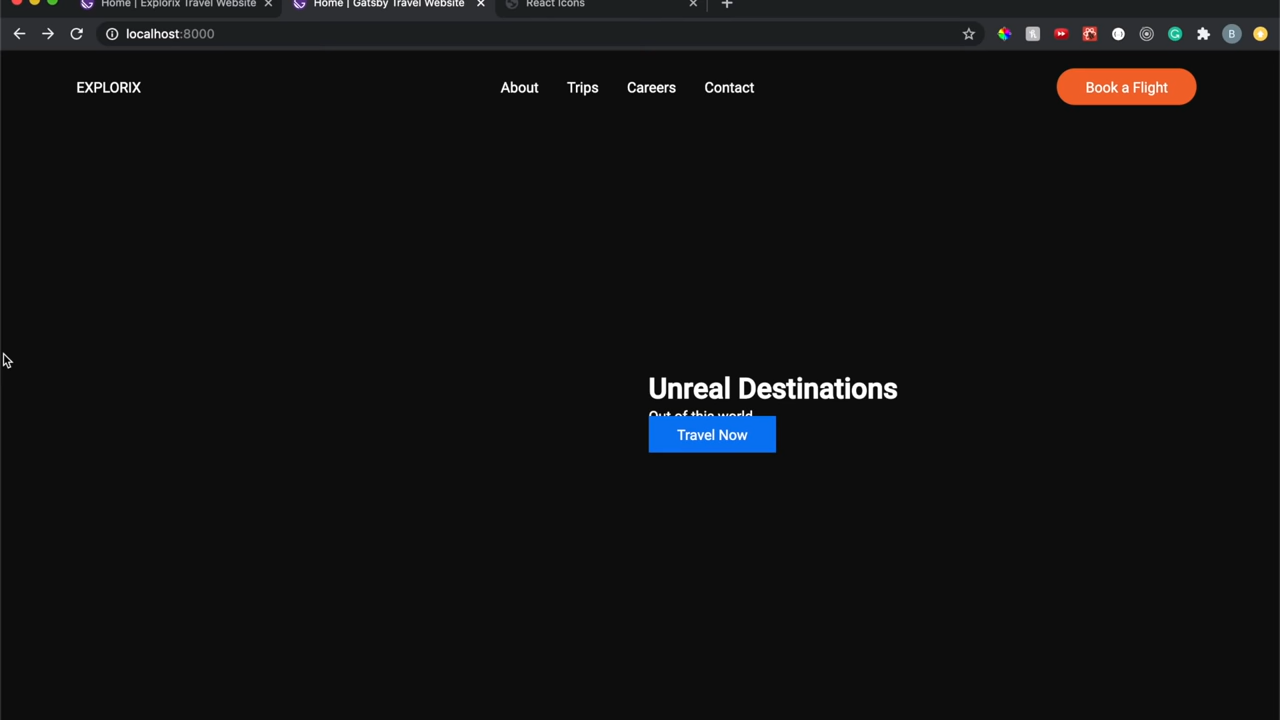 Home | Explorix Travel Website
Home | Gatsby Travel Website
React Icons
localhost:8000
B
EXPLORIX
About
Trips
Careers
Contact
Book a Flight
Unreal Destinations
Out of this world
Travel Now